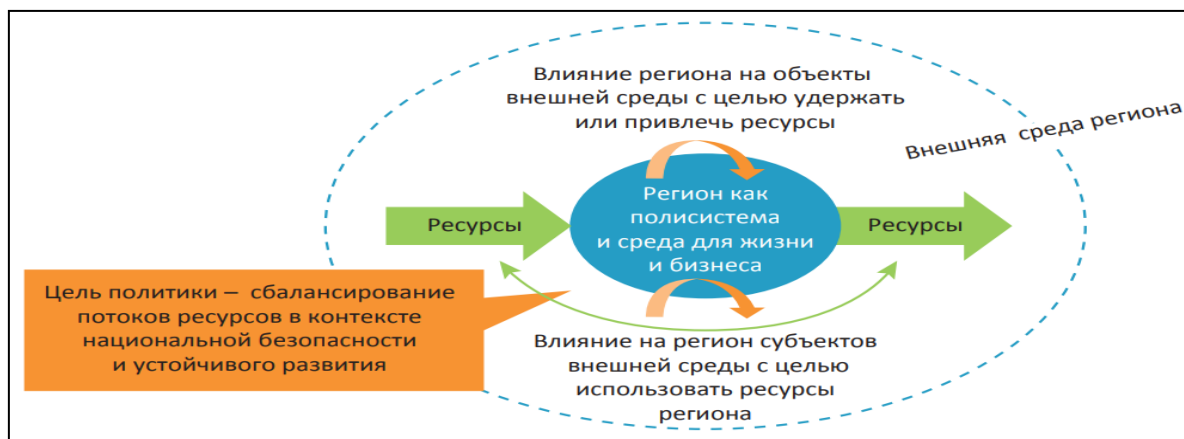 Влияние региона на объекты
внешней среды с целью удержать
или привлечь ресурсы
Внешняя среда региона
Ресурсы
Регион как
полисистема
и среда для жизни
и бизнеса
Ресурсы
Цель политики – сбалансирование
потоков ресурсов в контексте
национальной безопасности
и устойчивого развития
Влияние на регион субъектов
внешней среды с целью
использовать ресурсы
региона